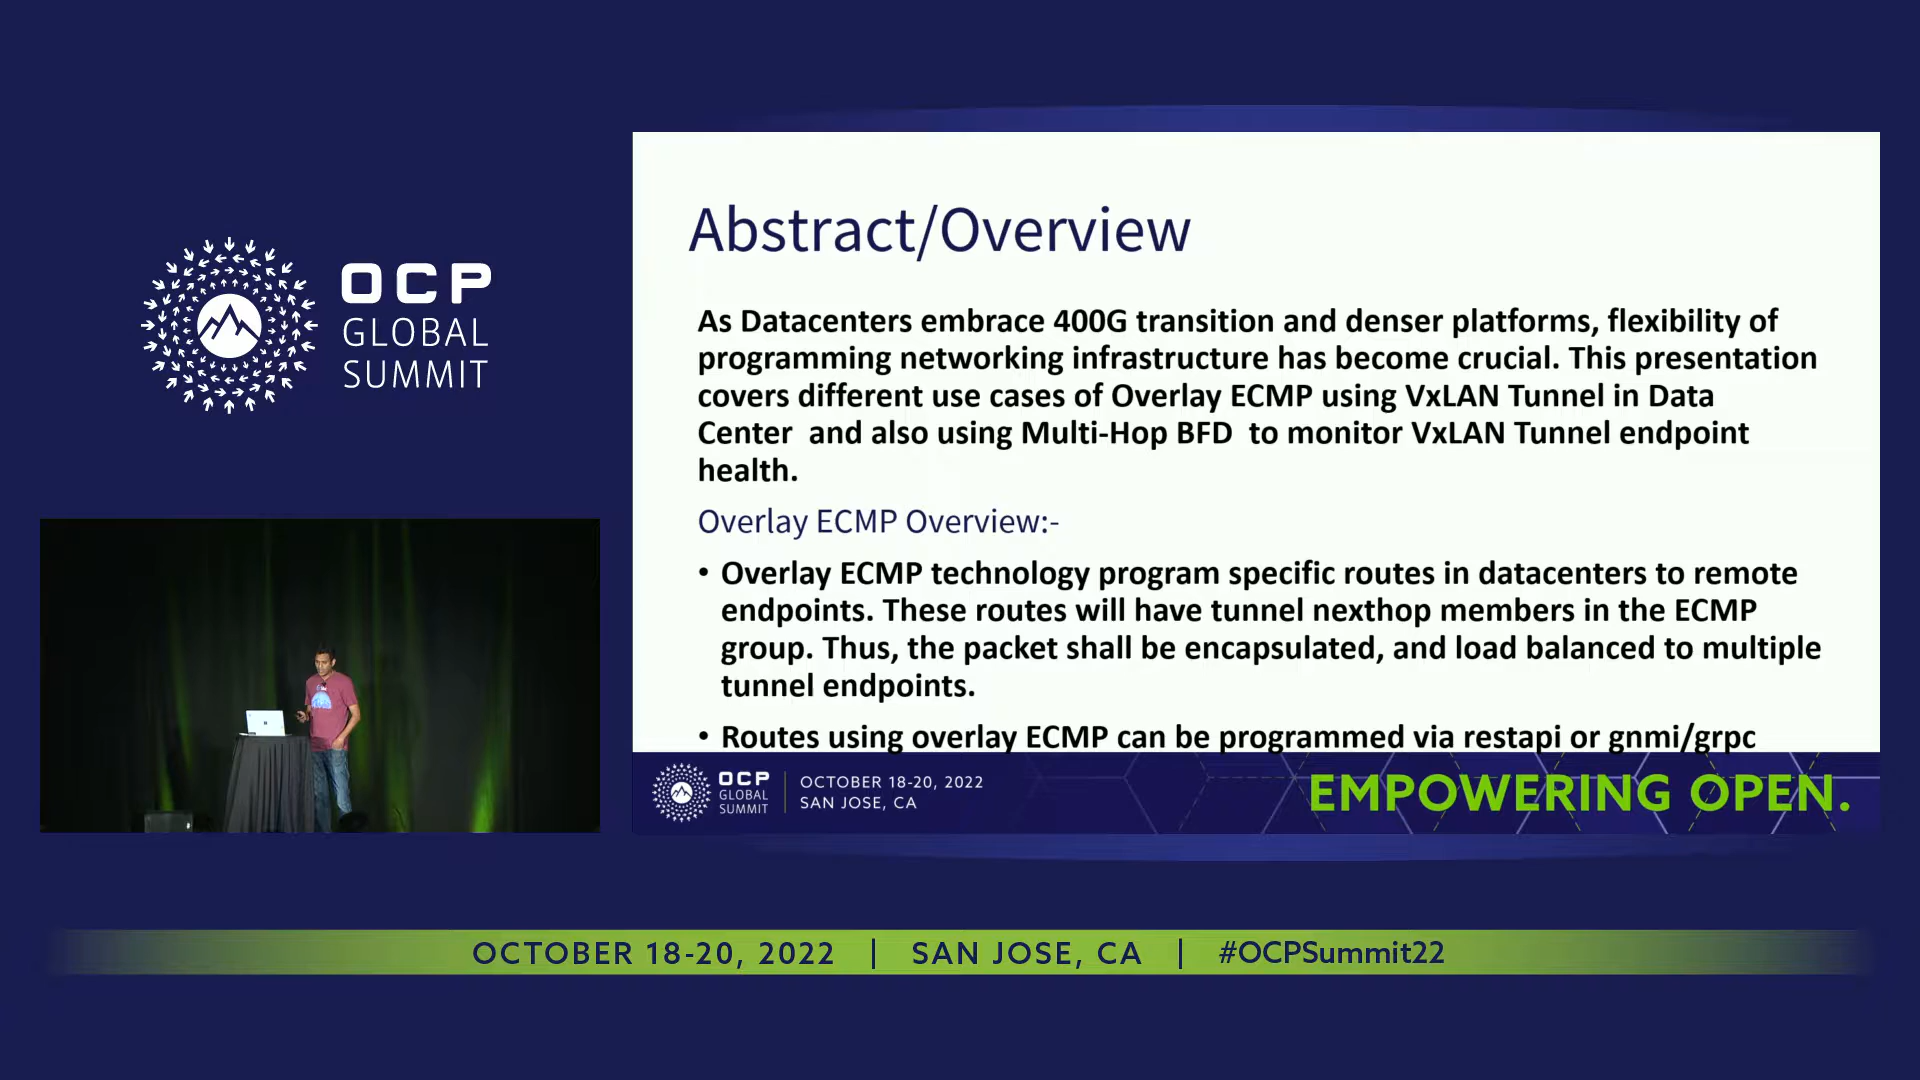 OCP
GLOBAL
SUMMIT
Abstract/Overview
As Datacenters embrace 400G transition and denser platforms, flexibility of
programming networking infrastructure has become crucial. This presentation
covers different use cases of Overlay ECMP using VxLAN Tunnel in Data
Center and also using Multi-Hop BFD to monitor VxLAN Tunnel endpoint
health.
Overlay ECMP Overview:-
• Overlay ECMP technology program specific routes in datacenters to remote
endpoints. These routes will have tunnel nexthop members in the ECMP
group. Thus, the packet shall be encapsulated, and load balanced to multiple
tunnel endpoints.
• Routes using overlay ECMP can be programmed via restapi or gnmi/grpc
OCP
GLOBAL
SUMMIT
OCTOBER 18-20, 2022
SAN JOSE, CA
EMPOWERING OPEN.
OCTOBER 18-20, 2022 | SAN JOSE, CA | #OCPSummit22